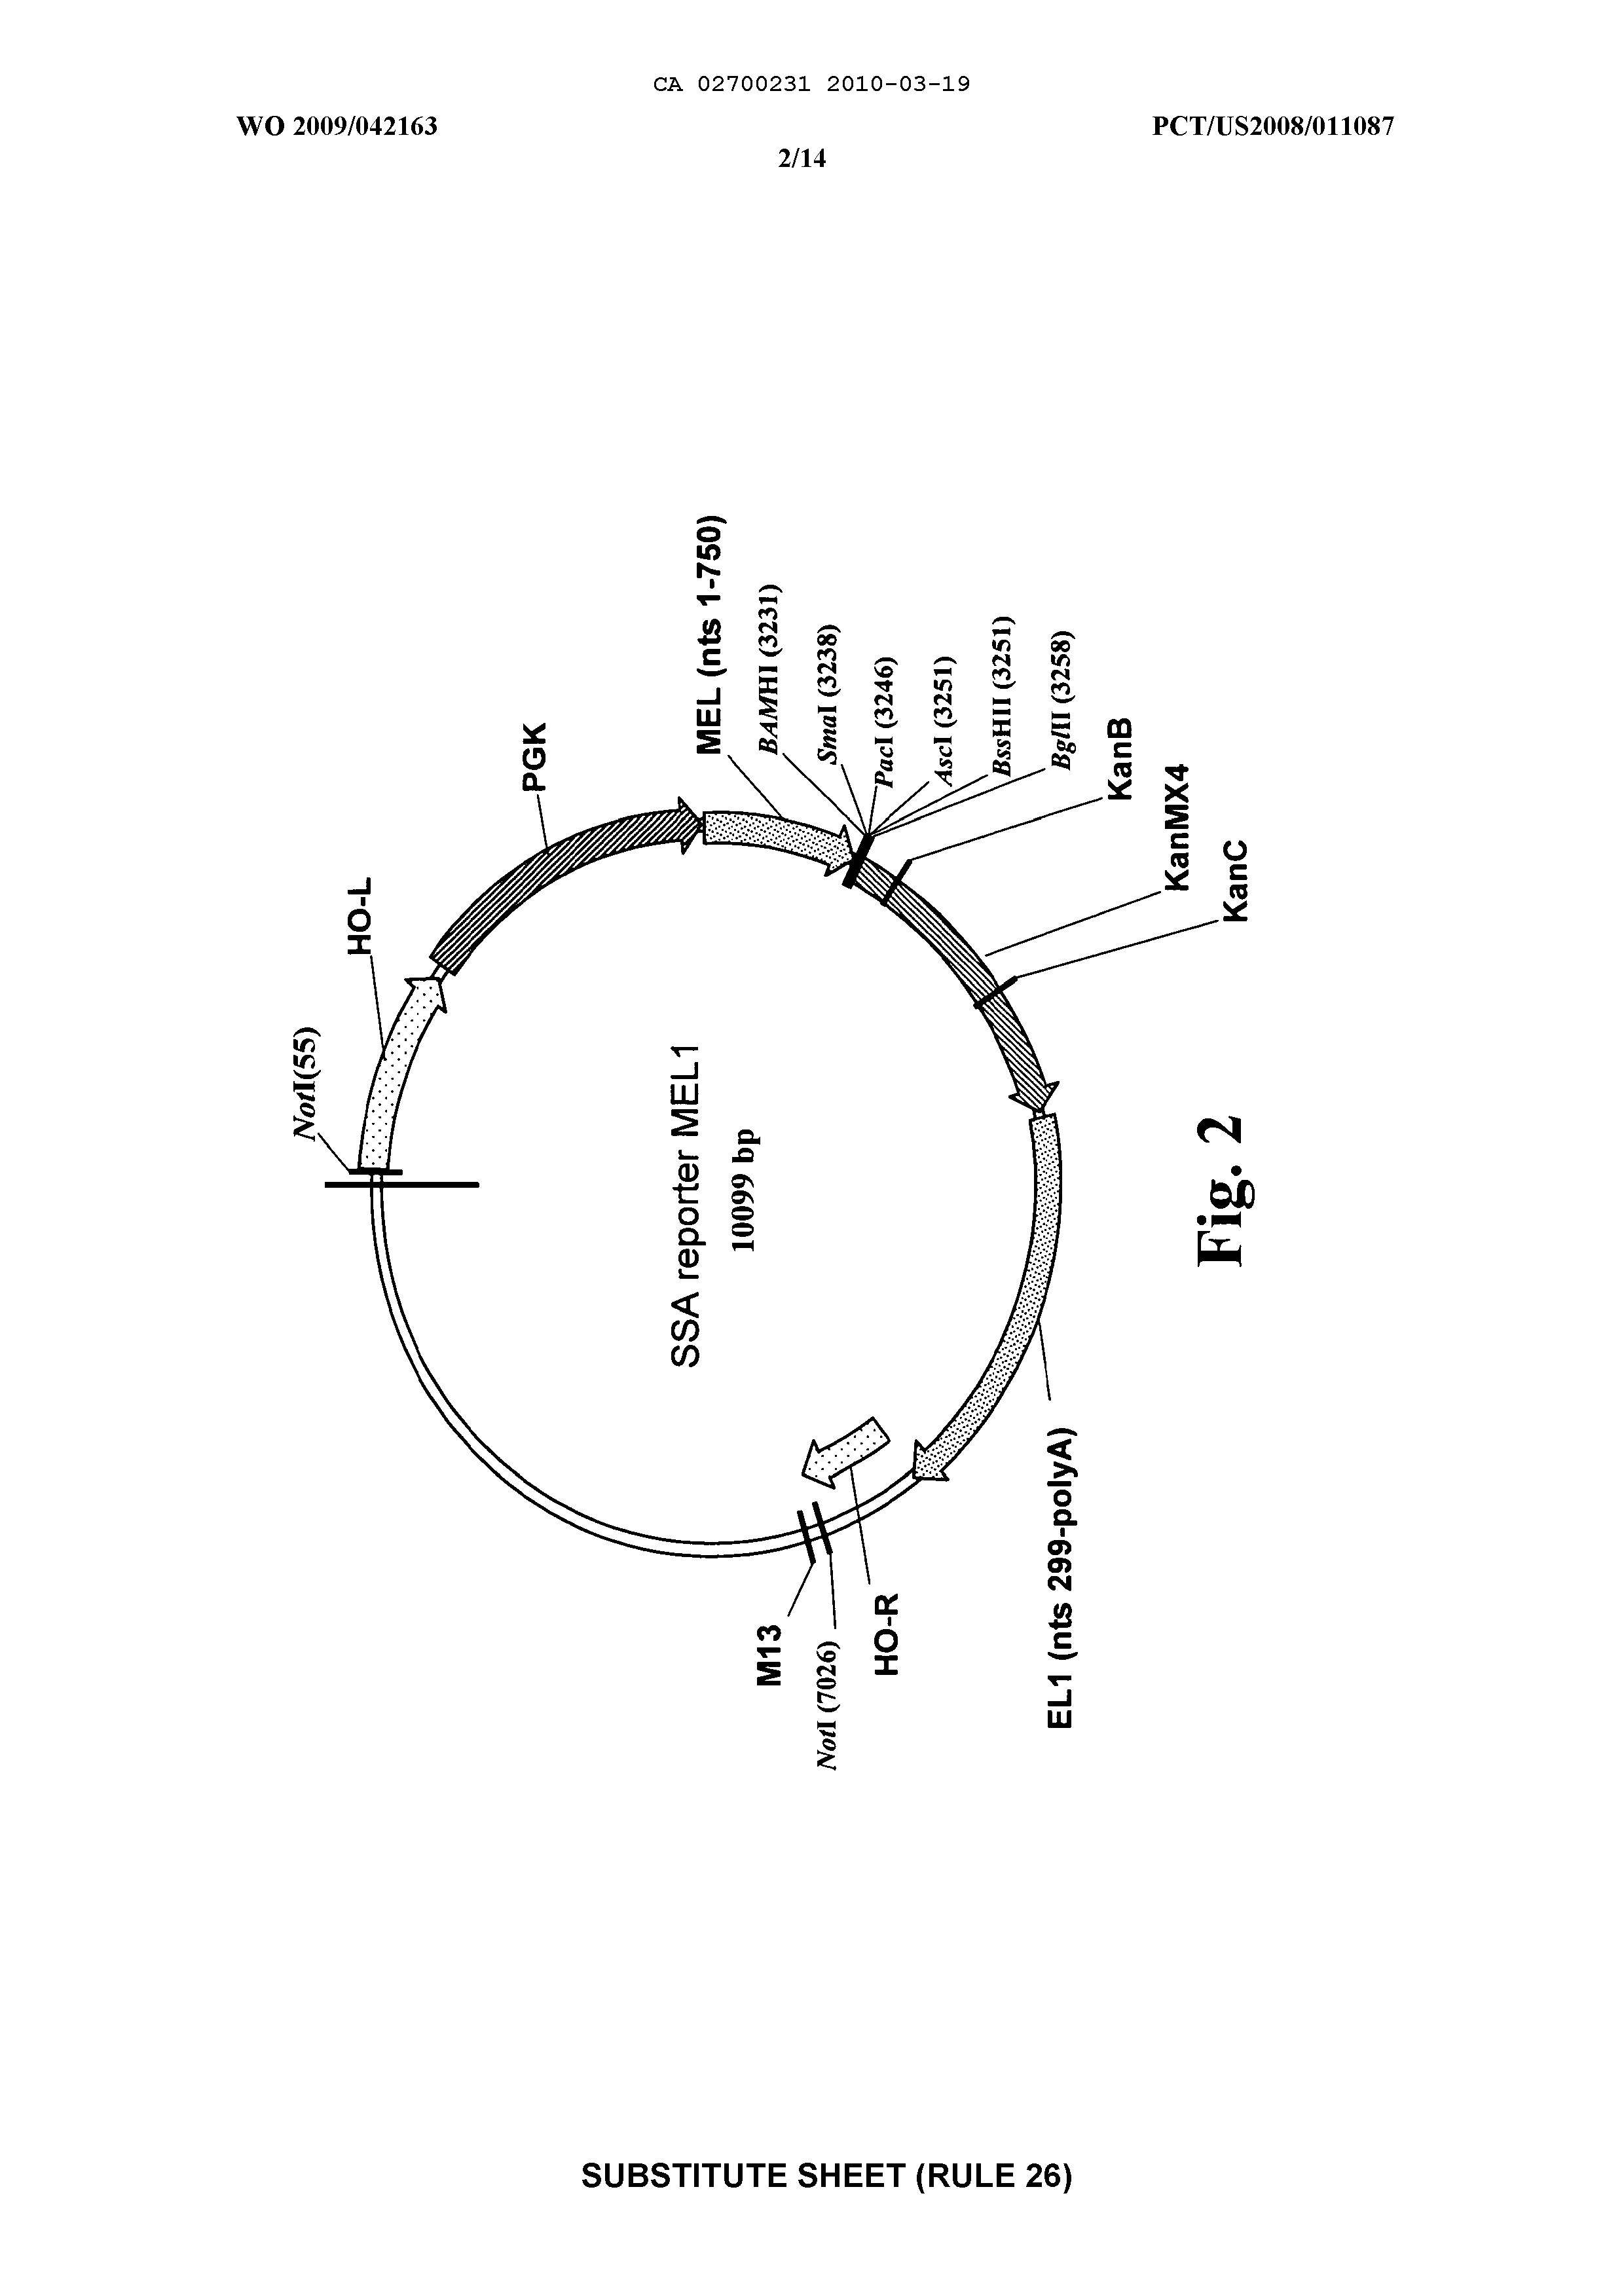 CA 02700231 2010-03-19
WO 2009/042163
PCT/US2008/011087
2/14
NotI(55)
HO-L
PGK
MEL (nts 1-750)
BAMHI (3231)
SmaI (3238)
PacI (3246)
AscI (3251)
BssHII (3251)
BglII (3258)
KanB
KanMX4
KanC
SSA reporter MEL1
10099 bp
M13
NotI (7026)
HO-R
EL1 (nts 299-polyA)
Fig. 2
SUBSTITUTE SHEET (RULE 26)